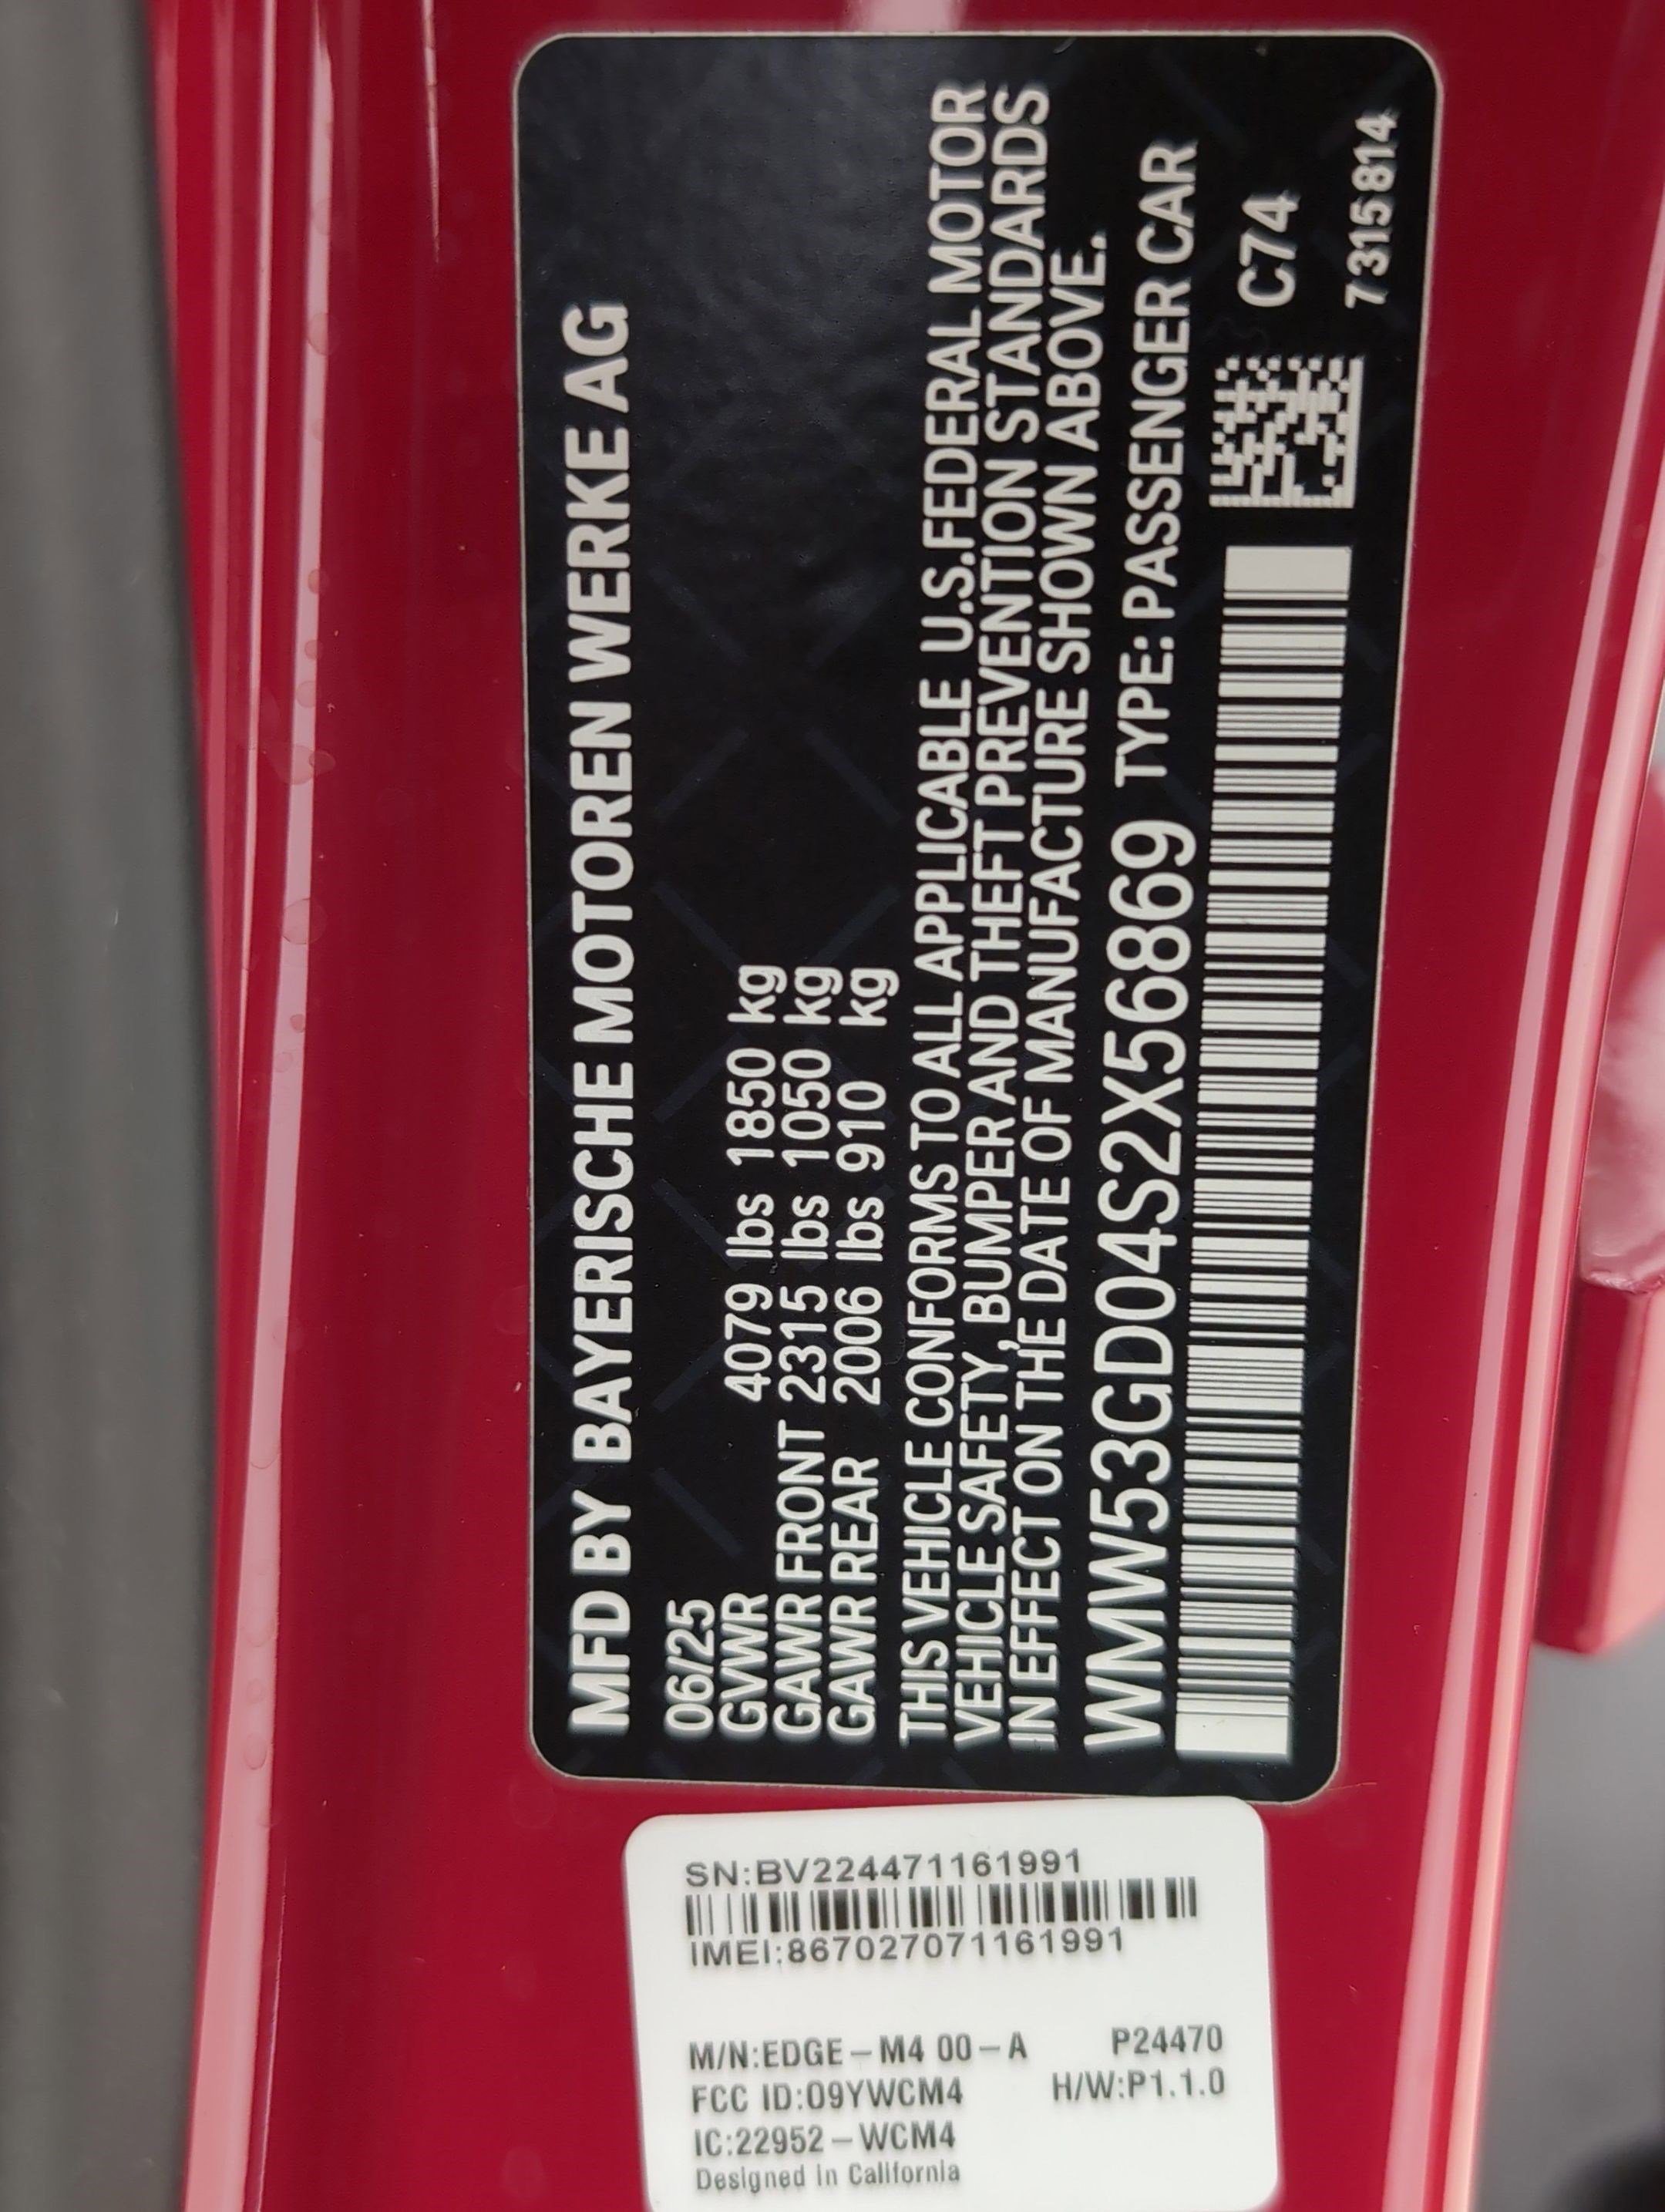 MFD BY BAYERISCHE MOTOREN WERKE AG
06/25
GVWR 4079 lbs 1850 kg
GAWR FRONT 2315 lbs 1050 kg
GAWR REAR 2006 lbs 910 kg
THIS VEHICLE CONFORMS TO ALL APPLICABLE U.S.FEDERAL MOTOR
VEHICLE SAFETY, BUMPER AND THEFT PREVENTION STANDARDS
IN EFFECT ON THE DATE OF MANUFACTURE SHOWN ABOVE.
WMW53GD04S2X56869 TYPE: PASSENGER CAR
C74
7315814
SN:BV224471161991
IMEI:867027071161991
M/N:EDGE-M4 00-A P24470
FCC ID:09YWCM4 H/W:P1.1.0
IC:22952-WCM4
Designed in California